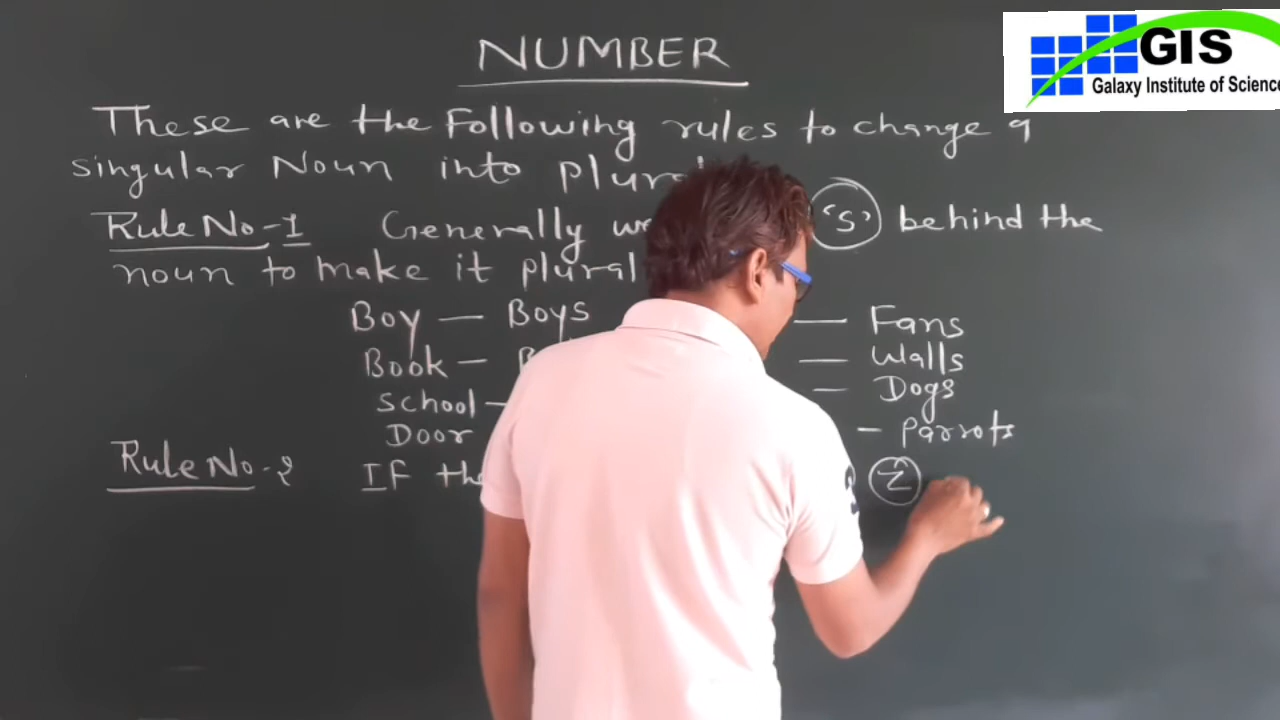 GIS
Galaxy Institute of Science
NUMBER
These are the following rules to change a
singular Noun into
Rule No-1 Generally we 's' behind the
noun to make it plural
Boy — Boys — Fans
Book — — Walls
School — — Dogs
Door — Parrots
Rule No-2 If the